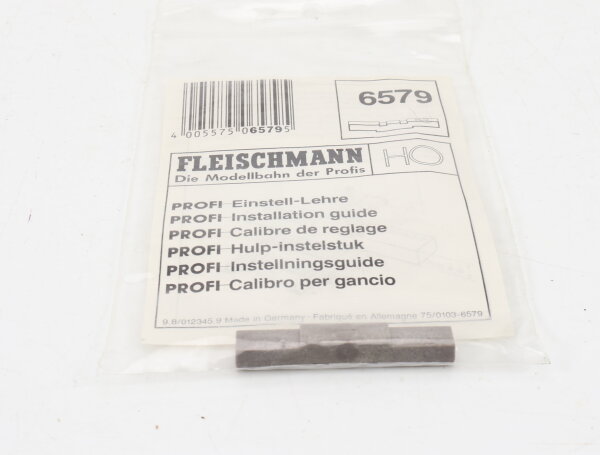 6579
4 005575 065795
FLEISCHMANN HO
Die Modellbahn der Profis
PROFI Einstell-Lehre
PROFI Installation guide
PROFI Calibre de reglage
PROFI Hulp-instelstuk
PROFI Instellningsguide
PROFI Calibro per gancio
9.8/012345.9 Made in Germany · Fabriqué en Allemagne 75/0103-6579